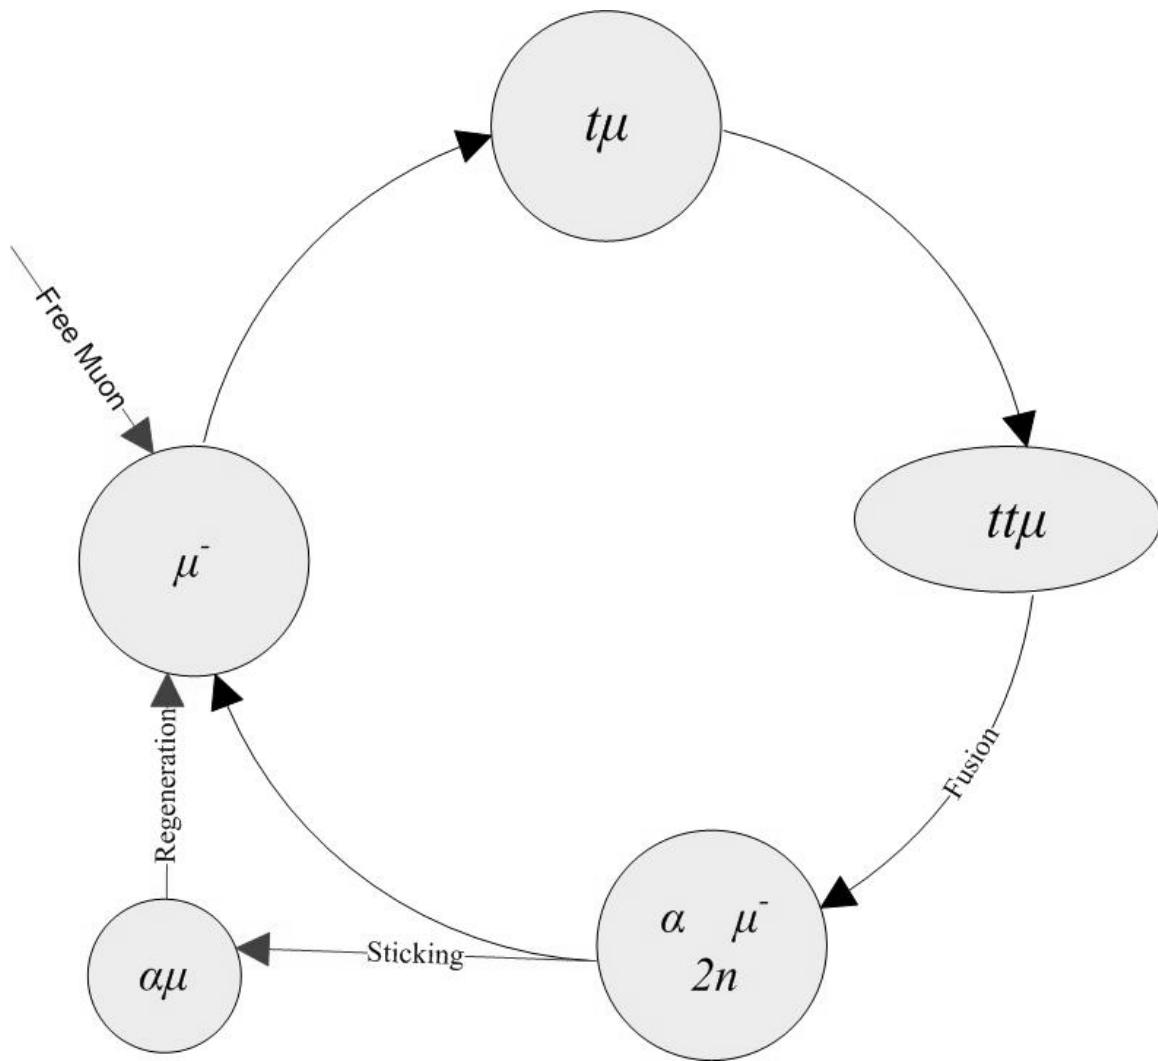 tμ
Free Muon
ttμ
μ⁻
Fusion
Regeneration
α μ⁻
2n
Sticking
αμ